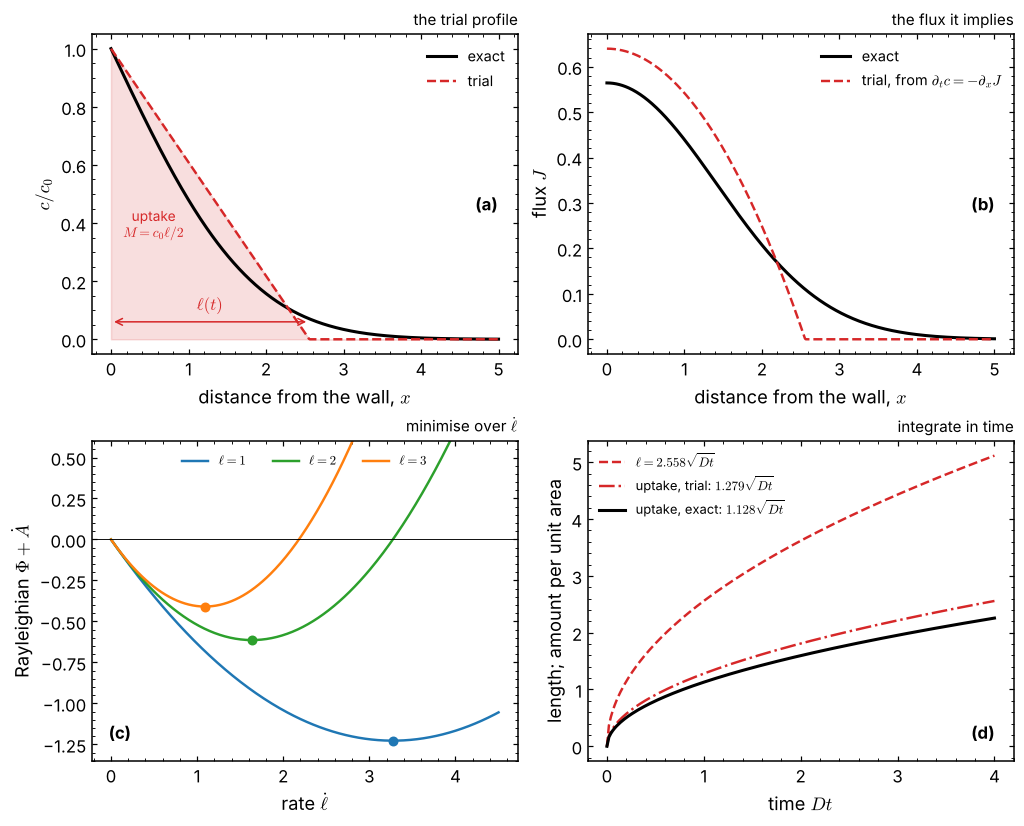 the trial profile
c/c₀
1.0
0.8
0.6
0.4
0.2
0.0
exact
trial
uptake
M = c₀ℓ/2
ℓ(t)
(a)
0 1 2 3 4 5
distance from the wall, x
the flux it implies
flux J
0.6
0.5
0.4
0.3
0.2
0.1
0.0
exact
trial, from ∂ₜc = −∂ₓJ
(b)
0 1 2 3 4 5
distance from the wall, x
minimise over ℓ̇
Rayleighian Φ + Ȧ
0.50
0.25
0.00
−0.25
−0.50
−0.75
−1.00
−1.25
ℓ = 1 ℓ = 2 ℓ = 3
(c)
0 1 2 3 4
rate ℓ̇
integrate in time
length; amount per unit area
5
4
3
2
1
0
ℓ = 2.558√Dt
uptake, trial: 1.279√Dt
uptake, exact: 1.128√Dt
(d)
0 1 2 3 4
time Dt